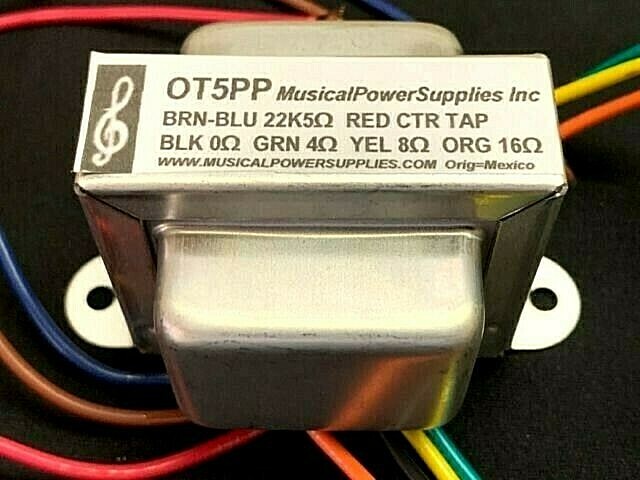 OT5PP MusicalPowerSupplies Inc
BRN-BLU 22K5Ω RED CTR TAP
BLK 0Ω GRN 4Ω YEL 8Ω ORG 16Ω
WWW.MUSICALPOWERSUPPLIES.COM Orig=Mexico